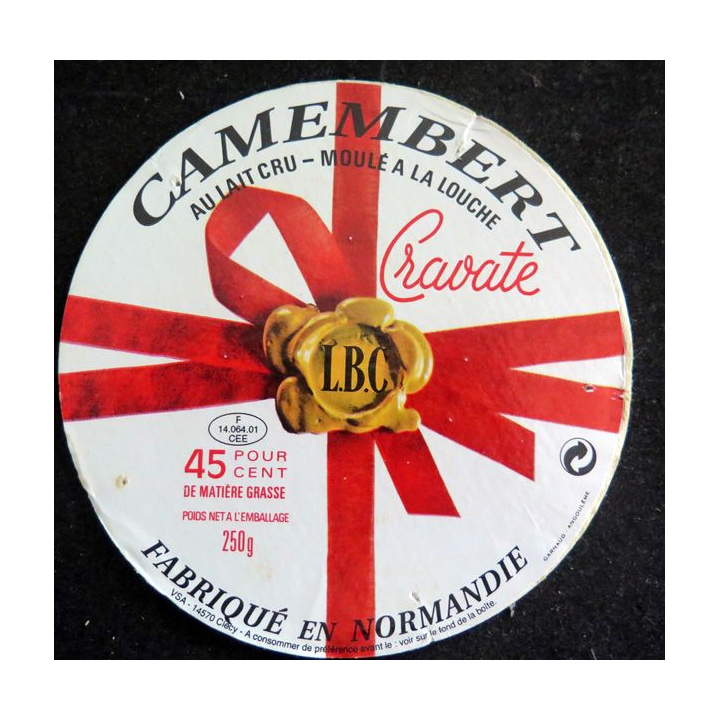 CAMEMBERT
AU LAIT CRU – MOULÉ A LA LOUCHE
Cravate
L.B.C
F
14.064.01
CEE
45 POUR
CENT
DE MATIÈRE GRASSE
POIDS NET A L'EMBALLAGE
250g
GARNAUD - ANGOULÊME
FABRIQUÉ EN NORMANDIE
VSA - 14570 Clécy - A consommer de préférence avant le : voir sur le fond de la boîte.